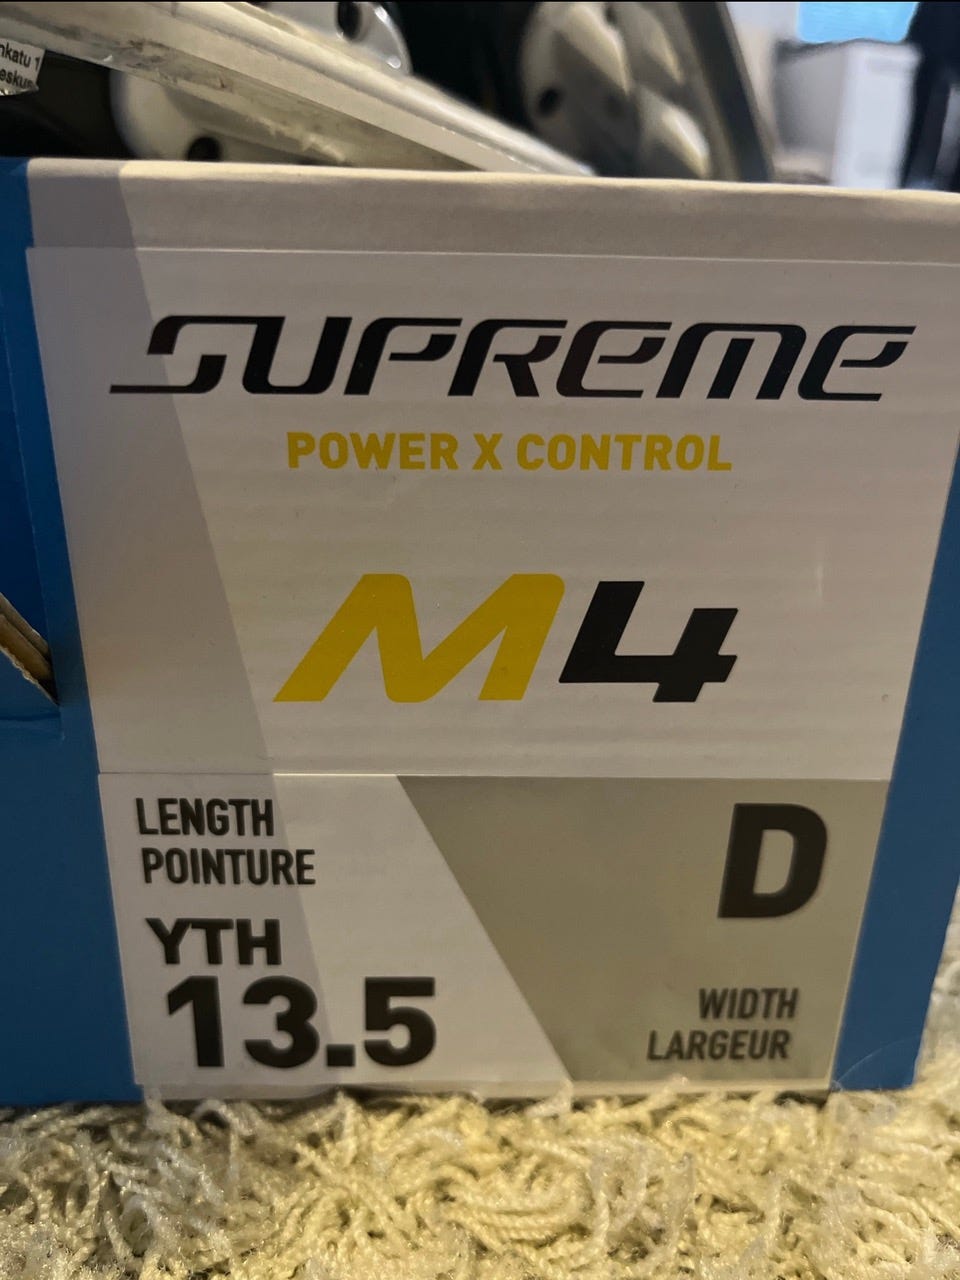 SUPREME
POWER X CONTROL
M4
LENGTH
POINTURE
YTH
13.5
D
WIDTH
LARGEUR